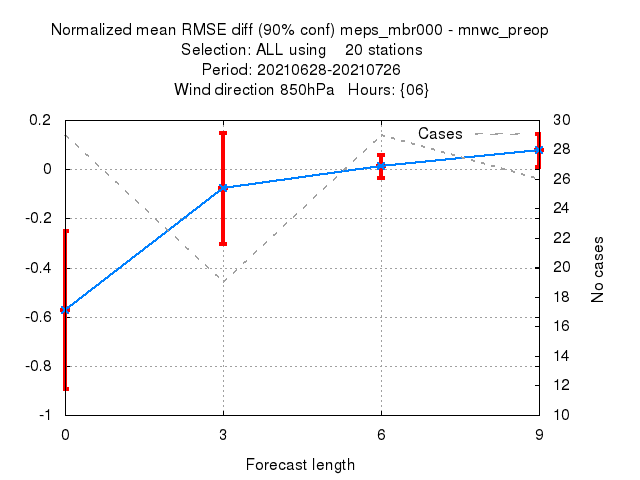 Normalized mean RMSE diff (90% conf) meps_mbr000 - mnwc_preop
Selection: ALL using 20 stations
Period: 20210628-20210726
Wind direction 850hPa Hours: {06}
Cases
0.2
0
-0.2
-0.4
-0.6
-0.8
-1
30
28
26
24
22
20
18
16
14
12
10
No cases
0 3 6 9
Forecast length